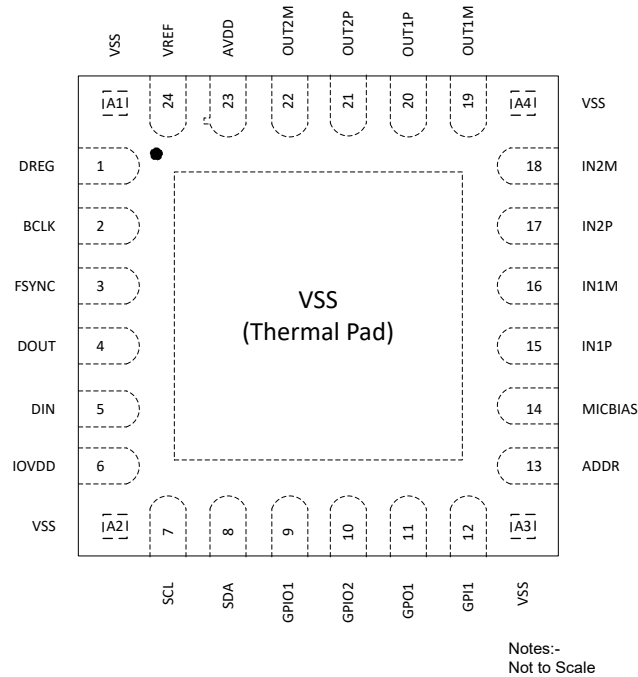 VSS
VREF
AVDD
OUT2M
OUT2P
OUT1P
OUT1M
A1
24
23
22
21
20
19
A4
VSS
DREG
1
18
IN2M
BCLK
2
17
IN2P
FSYNC
3
16
IN1M
VSS
(Thermal Pad)
DOUT
4
15
IN1P
DIN
5
14
MICBIAS
IOVDD
6
13
ADDR
VSS
A2
7
8
9
10
11
12
A3
SCL
SDA
GPIO1
GPIO2
GPO1
GPI1
VSS
Notes:-
Not to Scale